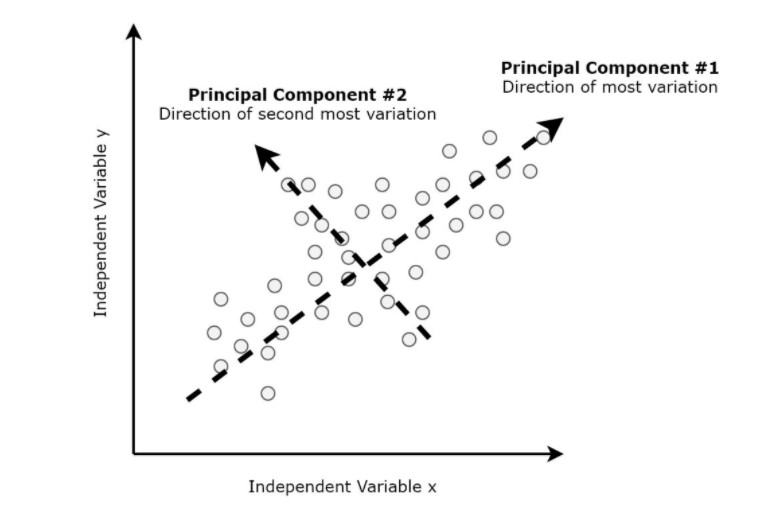 Principal Component #1
Direction of most variation
Principal Component #2
Direction of second most variation
Independent Variable y
Independent Variable x